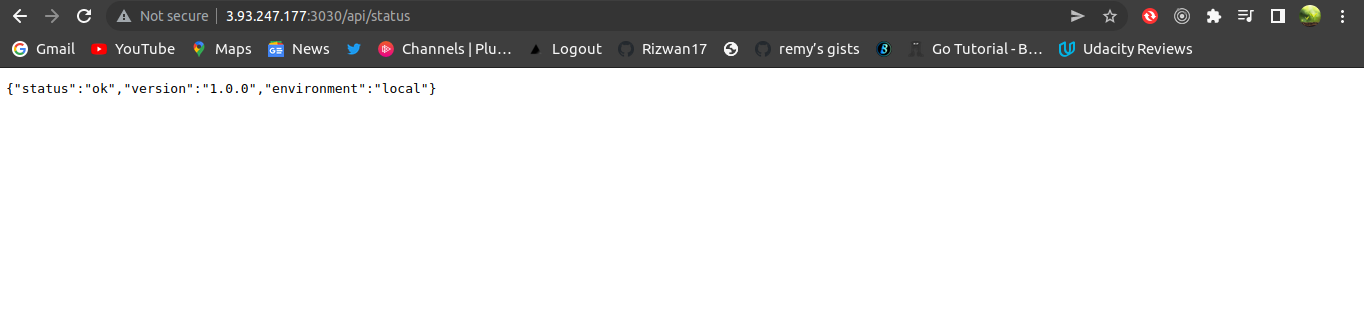 Not secure 3.93.247.177:3030/api/status
Gmail YouTube Maps News Channels | Plu... Logout Rizwan17 remy's gists Go Tutorial - B... Udacity Reviews
{"status":"ok","version":"1.0.0","environment":"local"}